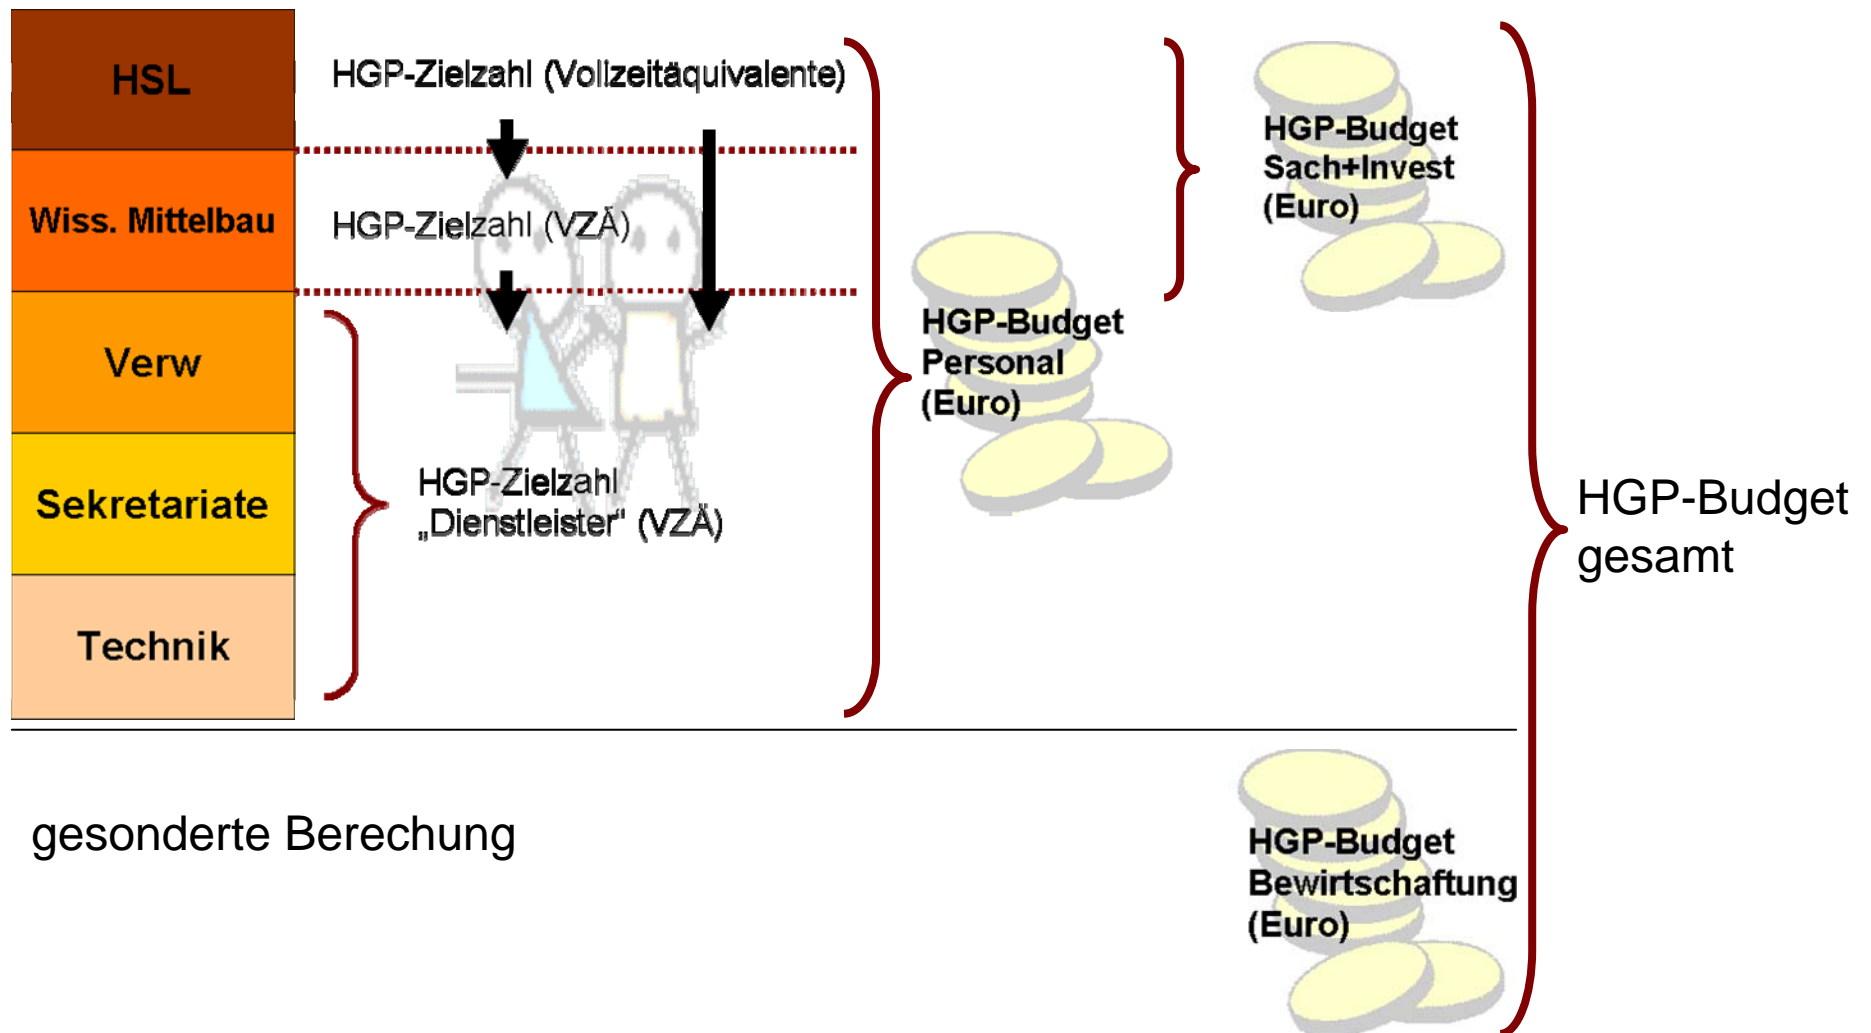 HSL
HGP-Zielzahl (Vollzeitäquivalente)
Wiss. Mittelbau
HGP-Zielzahl (VZÄ)
Verw
Sekretariate
Technik
HGP-Zielzahl
„Dienstleister“ (VZÄ)
HGP-Budget
Personal
(Euro)
HGP-Budget
Sach+Invest
(Euro)
HGP-Budget
gesamt
gesonderte Berechung
HGP-Budget
Bewirtschaftung
(Euro)